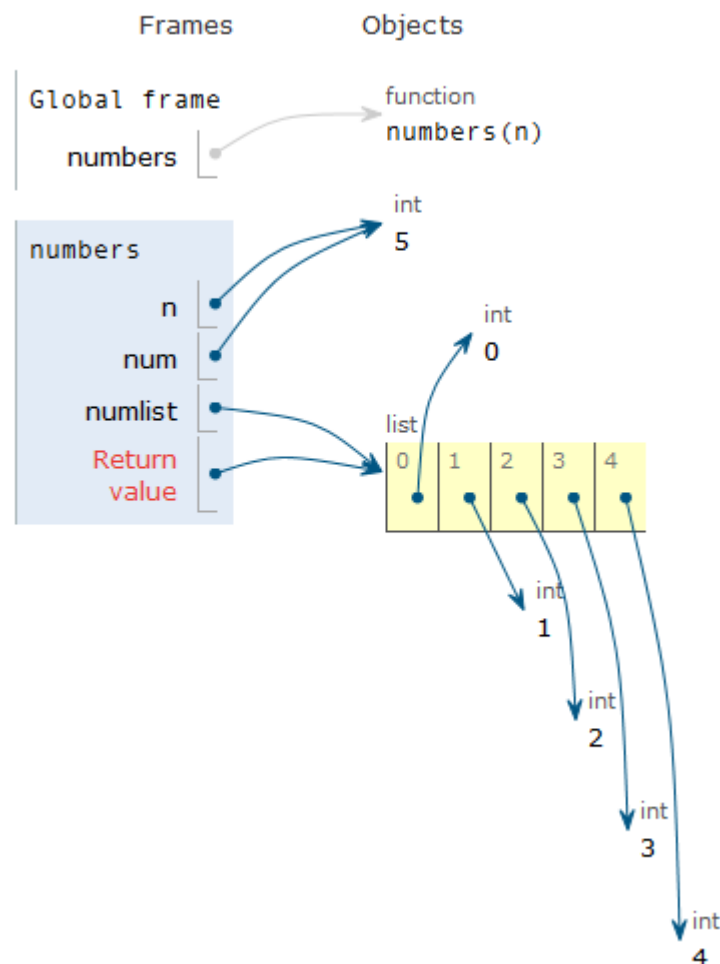 Frames Objects
Global frame
function
numbers(n)
numbers
int
5
numbers
n
int
0
num
numlist
list
Return
value
0 1 2 3 4
int
1
int
2
int
3
int
4